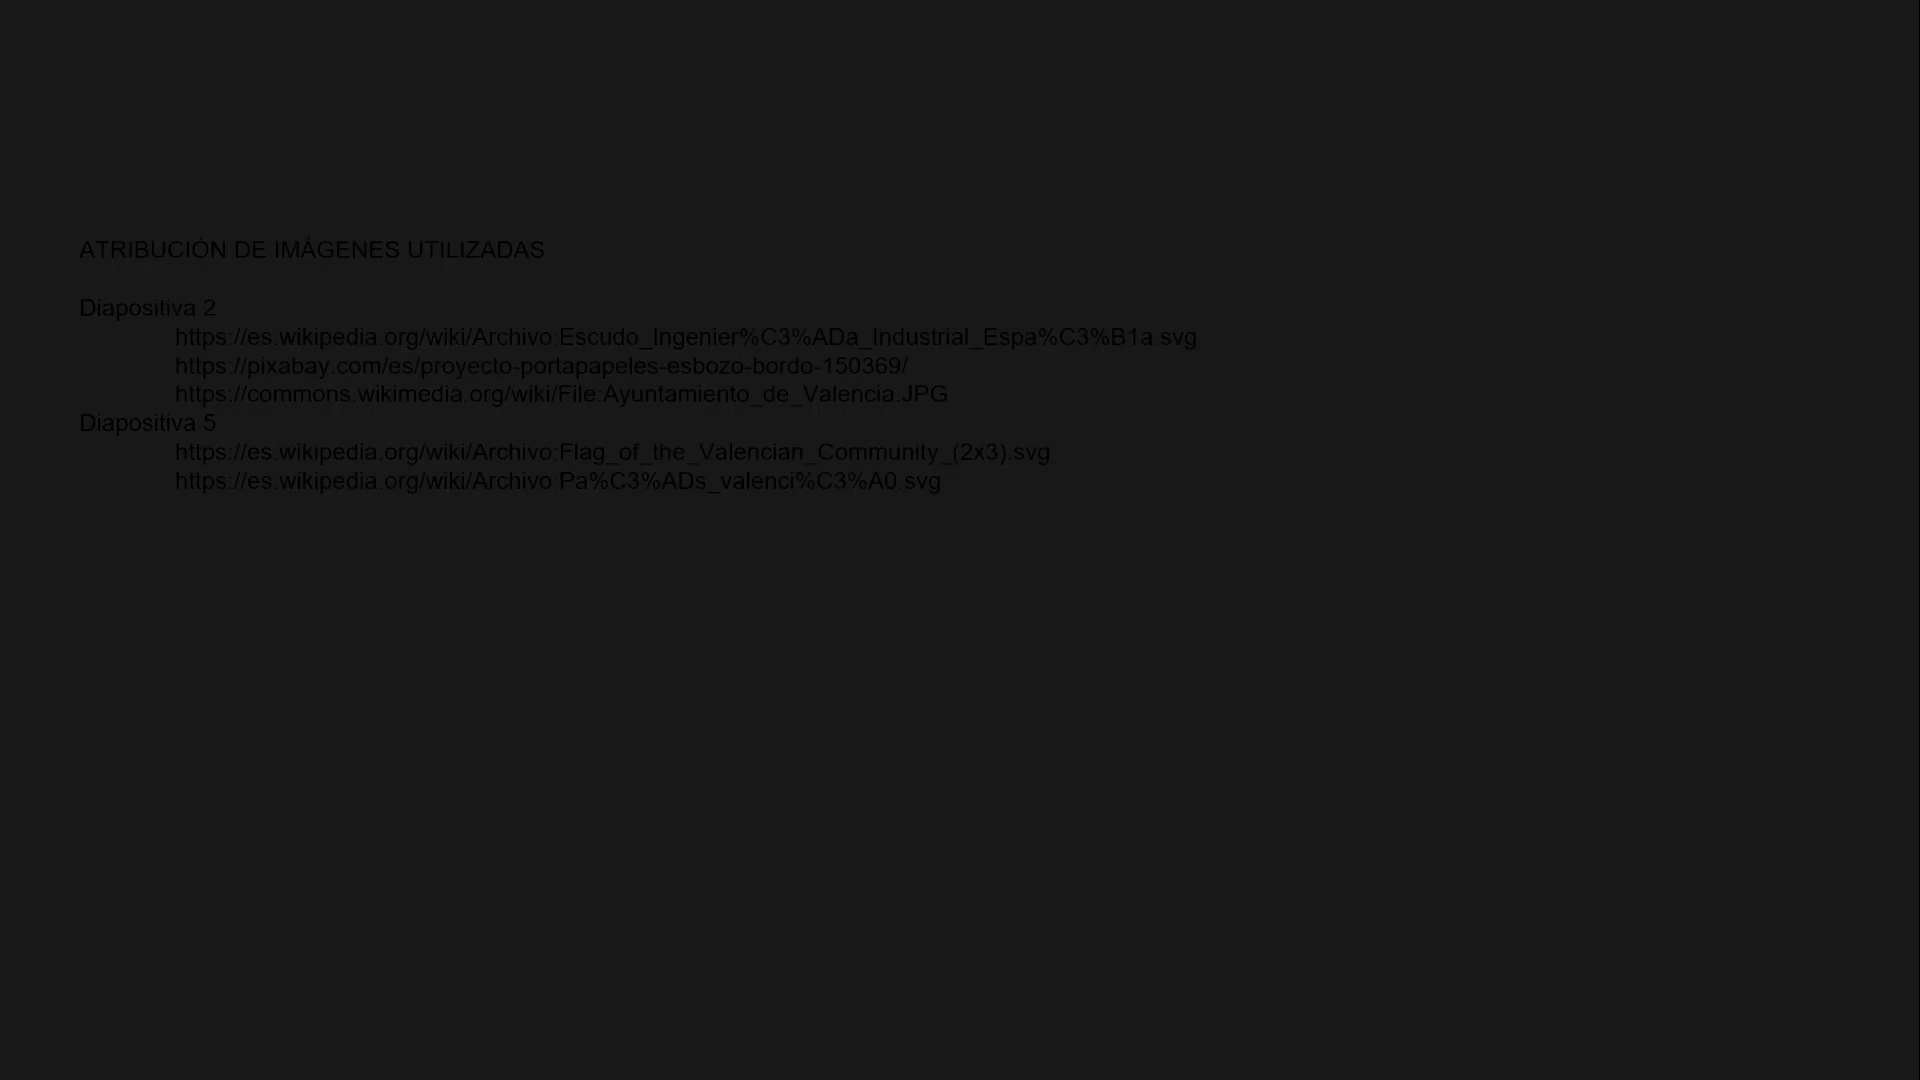 ATRIBUCIÓN DE IMÁGENES UTILIZADAS
Diapositiva 2
https://es.wikipedia.org/wiki/Archivo:Escudo_Ingenier%C3%ADa_Industrial_Espa%C3%B1a.svg
https://pixabay.com/es/proyecto-portapapeles-esbozo-bordo-150369/
https://commons.wikimedia.org/wiki/File:Ayuntamiento_de_Valencia.JPG
Diapositiva 5
https://es.wikipedia.org/wiki/Archivo:Flag_of_the_Valencian_Community_(2x3).svg
https://es.wikipedia.org/wiki/Archivo:Pa%C3%ADs_valenci%C3%A0.svg